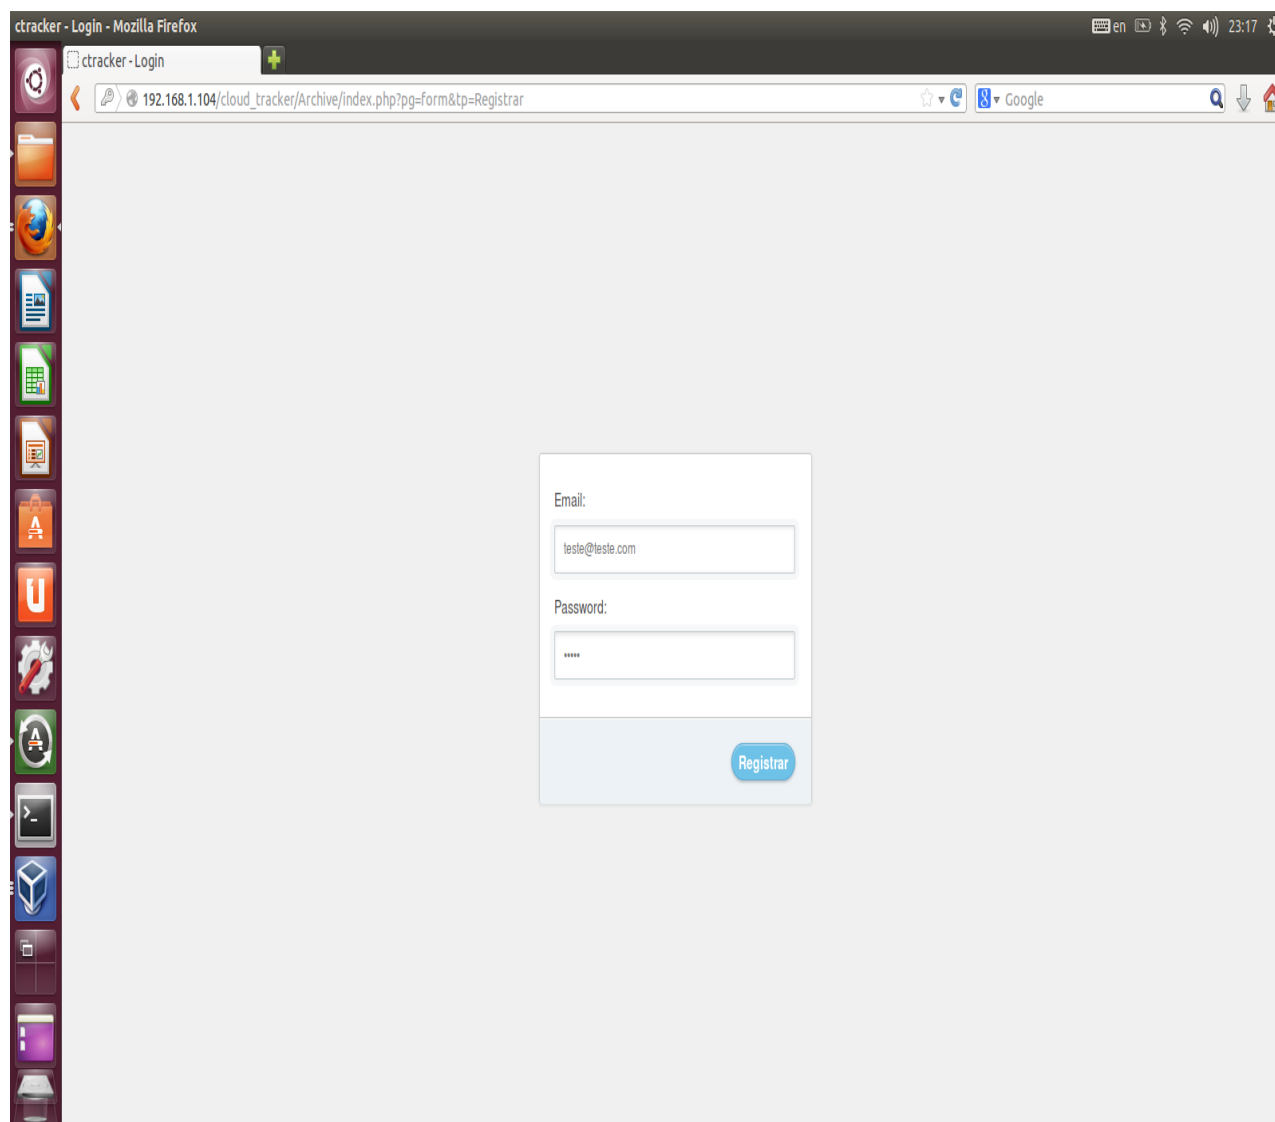 ctracker - Login - Mozilla Firefox
en
23:17
ctracker - Login
192.168.1.104/cloud_tracker/Archive/index.php?pg=form&tp=Registrar
Google
Email:
teste@teste.com
Password:
•••••
Registrar